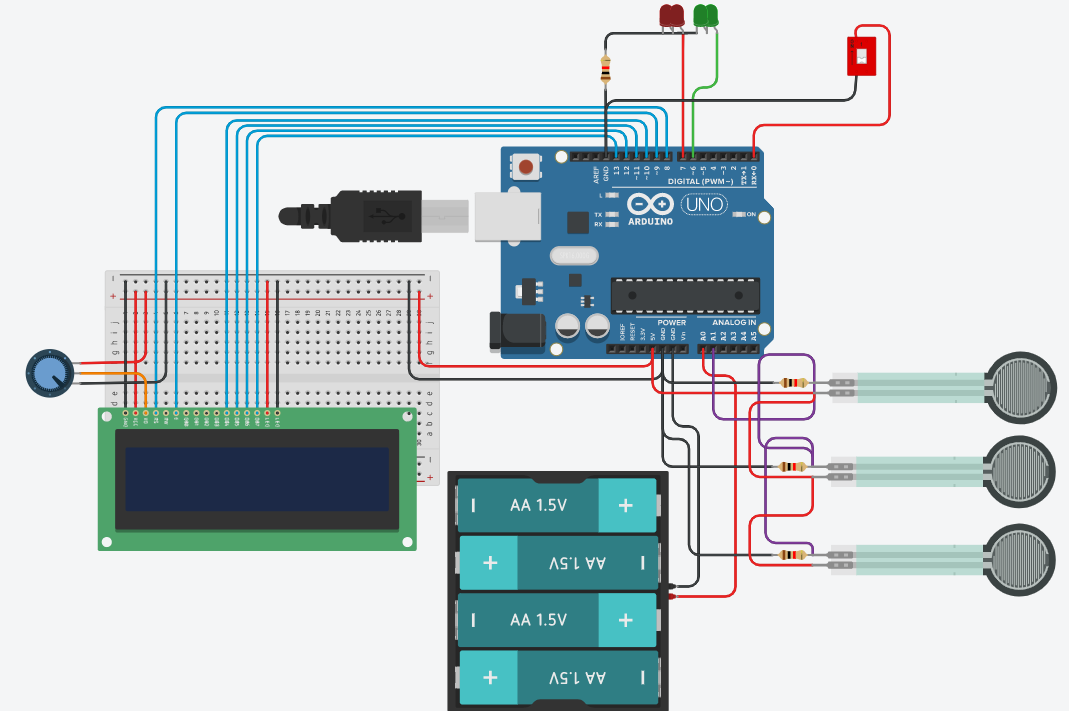 AREF
GND
13
12
~11
~10
~9
8
7
~6
~5
4
~3
2
TX→1
RX←0
DIGITAL (PWM~)
L
TX
RX
ARDUINO
UNO
ON
POWER
ANALOG IN
IOREF
RESET
3.3V
5V
GND
GND
Vin
A0
A1
A2
A3
A4
A5
AA 1.5V
AA 1.5V
AA 1.5V
AA 1.5V